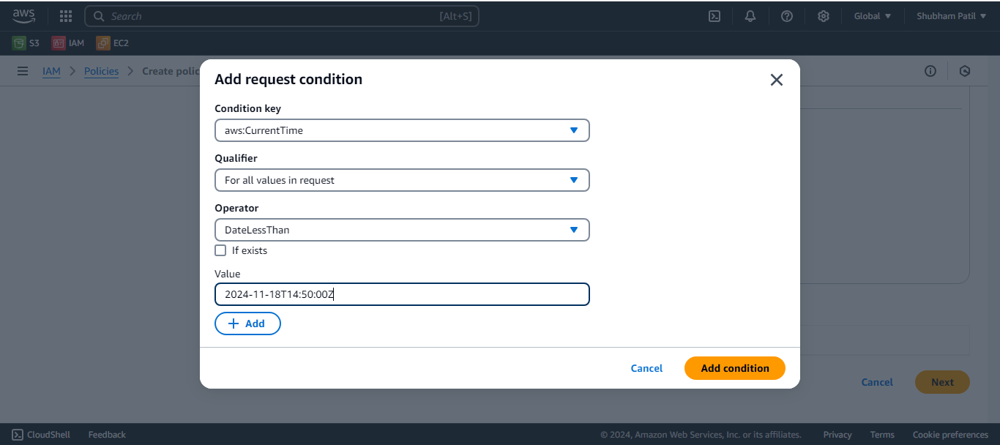 aws
Search [Alt+S] Global Shubham Patil
S3 IAM EC2
IAM Policies Create polic
Add request condition
Condition key
aws:CurrentTime
Qualifier
For all values in request
Operator
DateLessThan
If exists
Value
2024-11-18T14:50:00Z
Add
Cancel Add condition
Cancel Next
CloudShell Feedback © 2024, Amazon Web Services, Inc. or its affiliates. Privacy Terms Cookie preferences